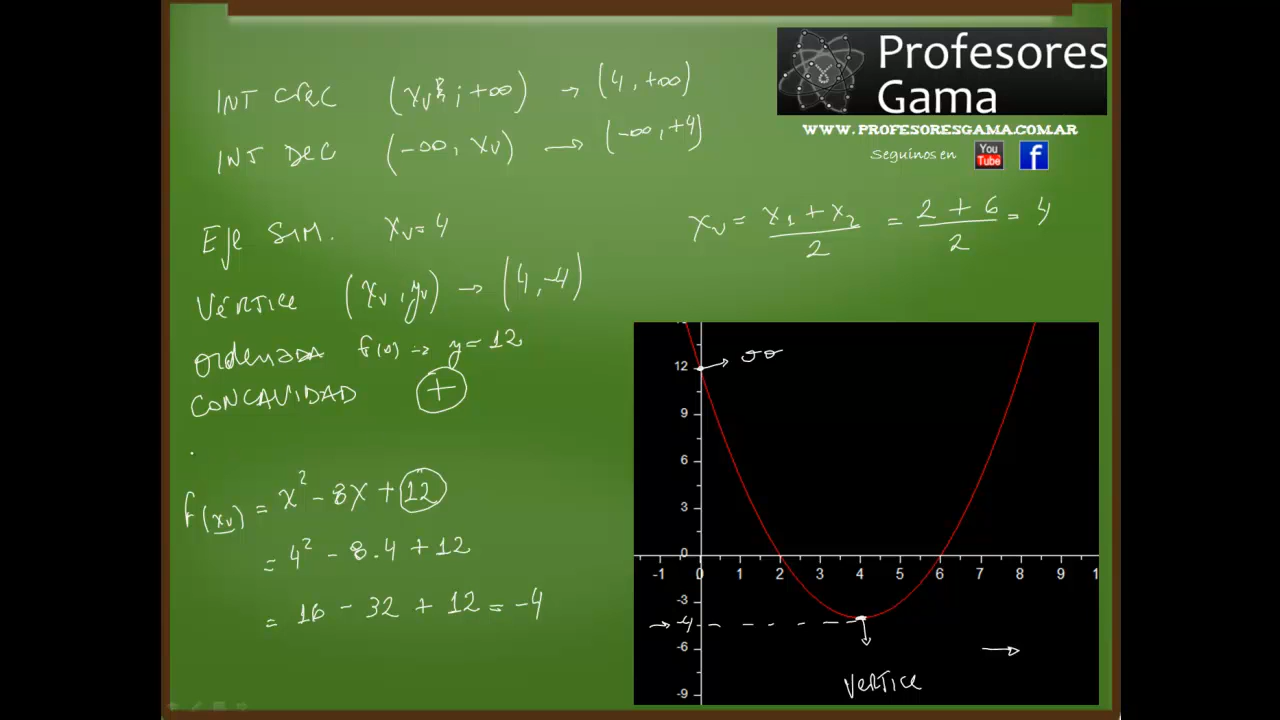 Profesores
Gama
WWW.PROFESORESGAMA.COM.AR
Seguinos en You Tube f
INT CREC (xv; +∞) → (4, +∞)
INT DEC (-∞, xv) → (-∞, +4)
EJE SIM. xv = 4
xv = x₁ + x₂ / 2 = 2 + 6 / 2 = 4
VÉRTICE (xv, yv) → (4, -4)
ordenada f(0) → y = 12
CONCAVIDAD +
f(xv) = x² - 8x + 12
= 4² - 8.4 + 12
= 16 - 32 + 12 = -4
12
9
6
3
0
-1 0 1 2 3 4 5 6 7 8 9 1
-3
→ -4
-6
-9
VERTICE